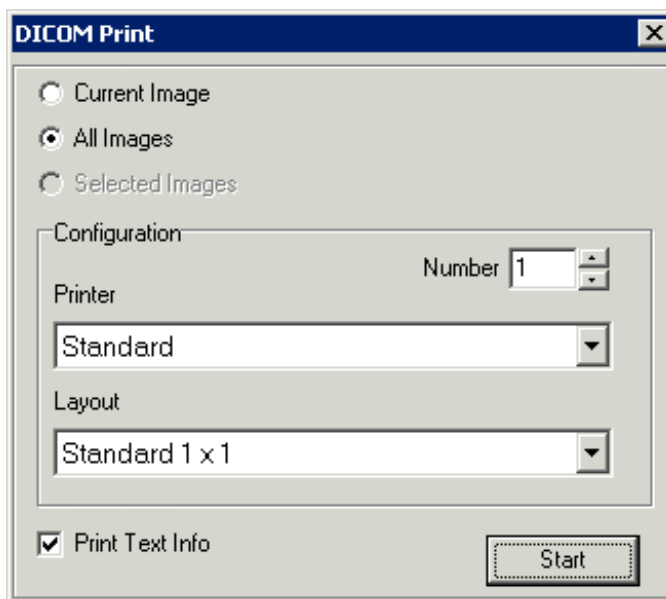 DICOM Print
Current Image
All Images
Selected Images
Configuration
Number 1
Printer
Standard
Layout
Standard 1 x 1
Print Text Info
Start